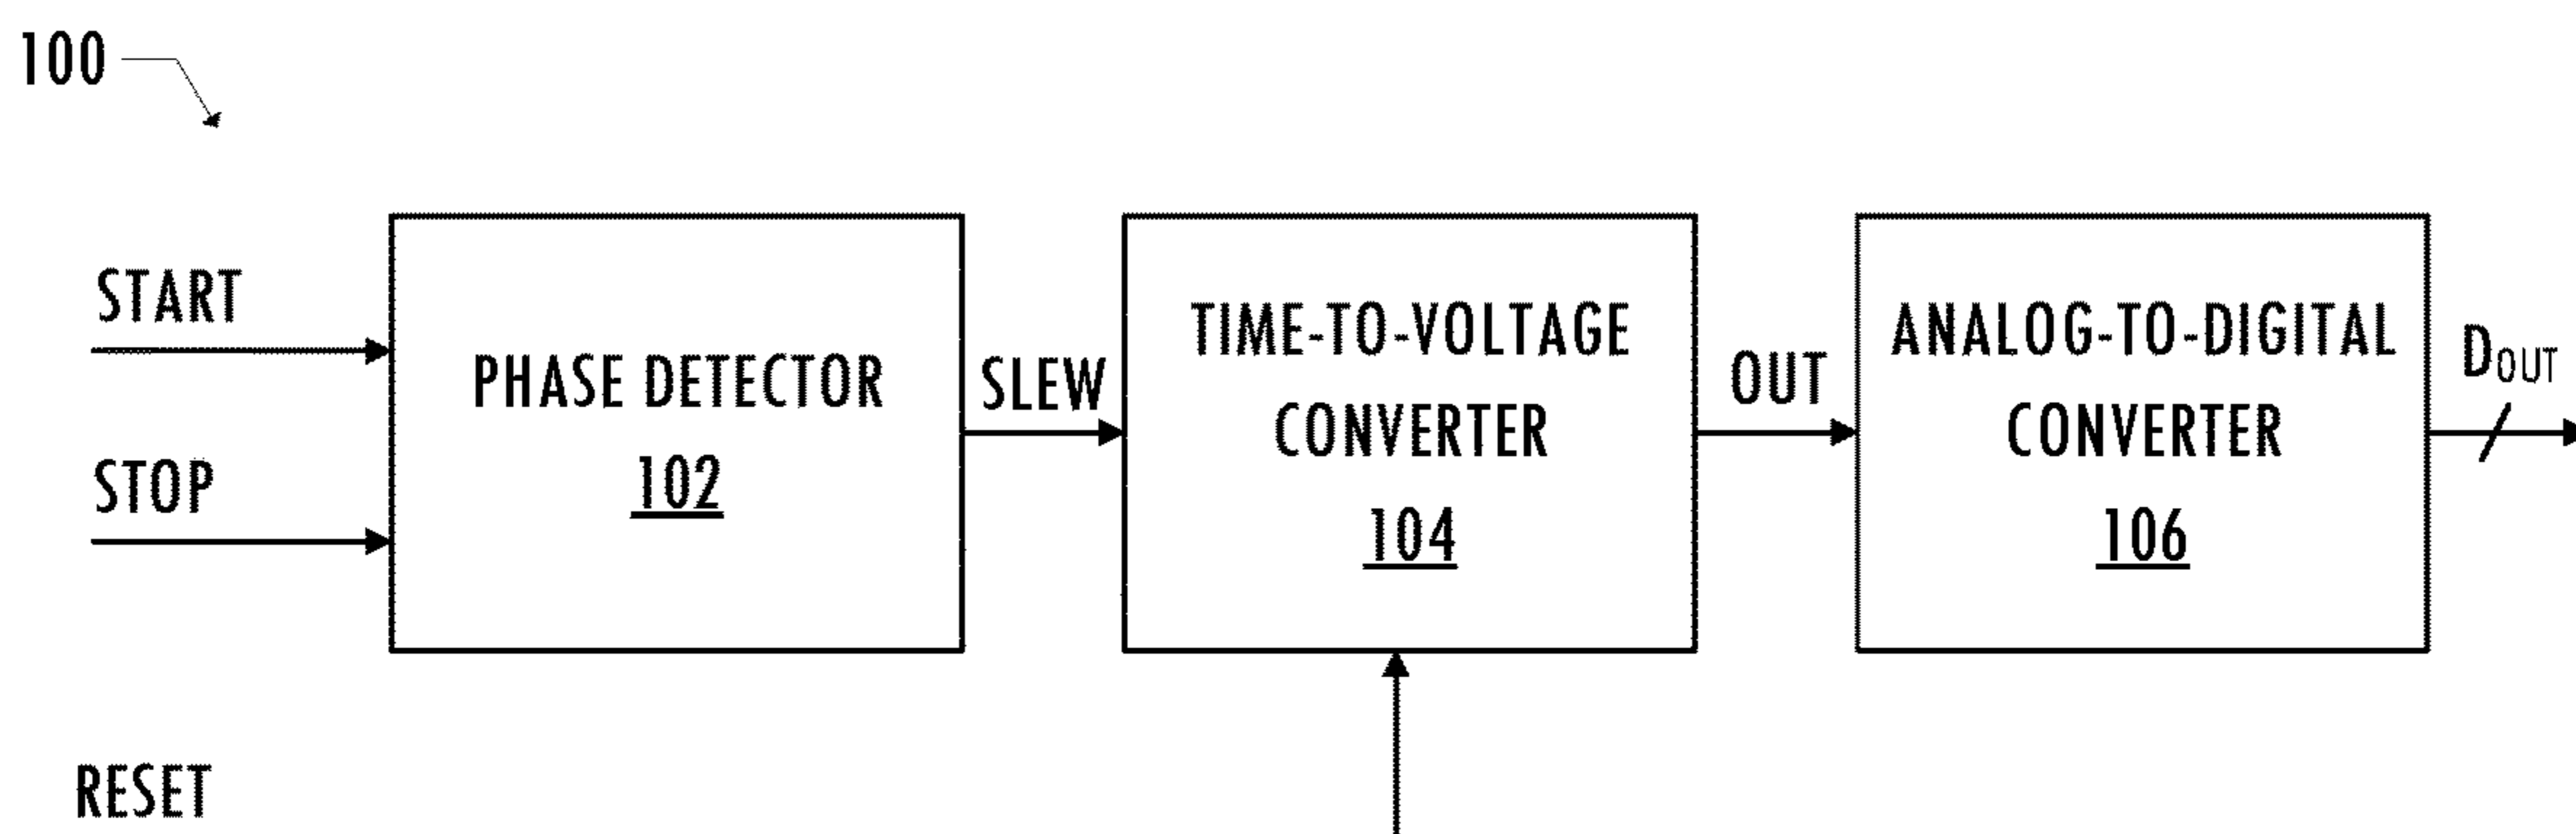 100
START
STOP
PHASE DETECTOR
102
SLEW
TIME-TO-VOLTAGE
CONVERTER
104
OUT
ANALOG-TO-DIGITAL
CONVERTER
106
DOUT
RESET